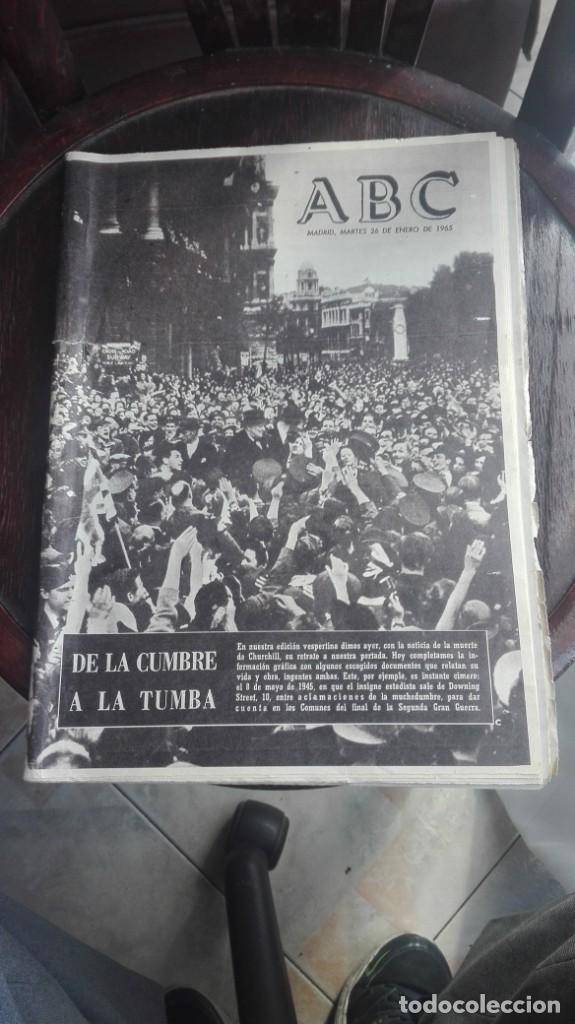 ABC
MADRID, MARTES 26 DE ENERO DE 1965
SUBWAY
DE LA CUMBRE
A LA TUMBA
En nuestra edición vespertina dimos ayer, con la noticia de la muerte
de Churchill, su retrato a nuestra portada. Hoy completamos la in-
formación gráfica con algunos escogidos documentos que relatan su
vida y obra, ingentes ambas. Este, por ejemplo, es instante cimero:
el 8 de mayo de 1945, en que el insigne estadista sale de Downing
Street, 10, entre aclamaciones de la muchedumbre, para dar
cuenta en los Comunes del final de la Segunda Gran Guerra.
todocoleccion.net